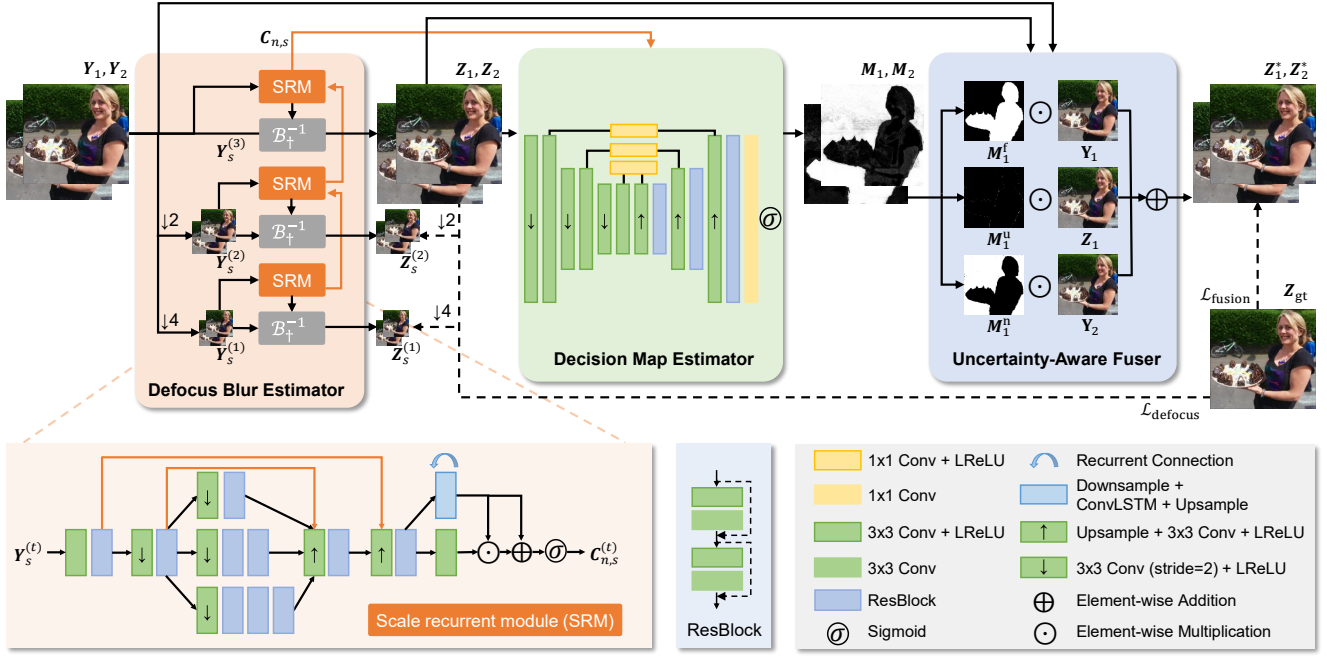 C_{n,s}
Y_1, Y_2
Z_1, Z_2
M_1, M_2
Z_1^*, Z_2^*
SRM
B_†^{-1}
Y_s^{(3)}
SRM
↓2
B_†^{-1}
↓2
Y_s^{(2)}
Z_s^{(2)}
SRM
↓4
B_†^{-1}
↓4
Y_s^{(1)}
Z_s^{(1)}
Defocus Blur Estimator
↓ ↓ ↓ ↑ ↑ ↑ σ
Decision Map Estimator
M_1^f ⊙ Y_1
M_1^u ⊙ Z_1 ⊕
M_1^n ⊙ Y_2
Uncertainty-Aware Fuser
L_fusion
Z_gt
L_defocus
Y_s^{(t)}
↓
↓ ↓ ↑ ↑ ⊙ ⊕ σ
↓
C_{n,s}^{(t)}
Scale recurrent module (SRM)
ResBlock
1x1 Conv + LReLU
1x1 Conv
3x3 Conv + LReLU
3x3 Conv
ResBlock
σ Sigmoid
Recurrent Connection
Downsample +
ConvLSTM + Upsample
↑ Upsample + 3x3 Conv + LReLU
↓ 3x3 Conv (stride=2) + LReLU
⊕ Element-wise Addition
⊙ Element-wise Multiplication